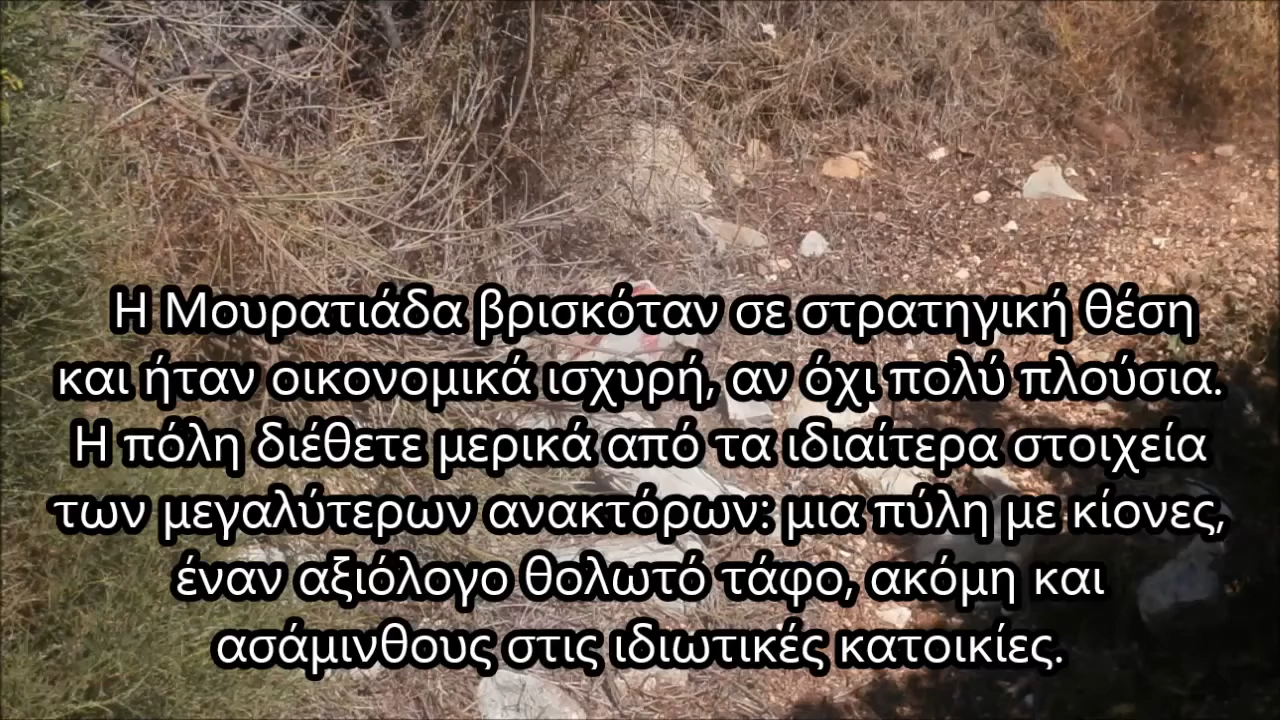 Η Μουρατιάδα βρισκόταν σε στρατηγική θέση
και ήταν οικονομικά ισχυρή, αν όχι πολύ πλούσια.
Η πόλη διέθετε μερικά από τα ιδιαίτερα στοιχεία
των μεγαλύτερων ανακτόρων: μια πύλη με κίονες,
έναν αξιόλογο θολωτό τάφο, ακόμη και
ασάμινθους στις ιδιωτικές κατοικίες.